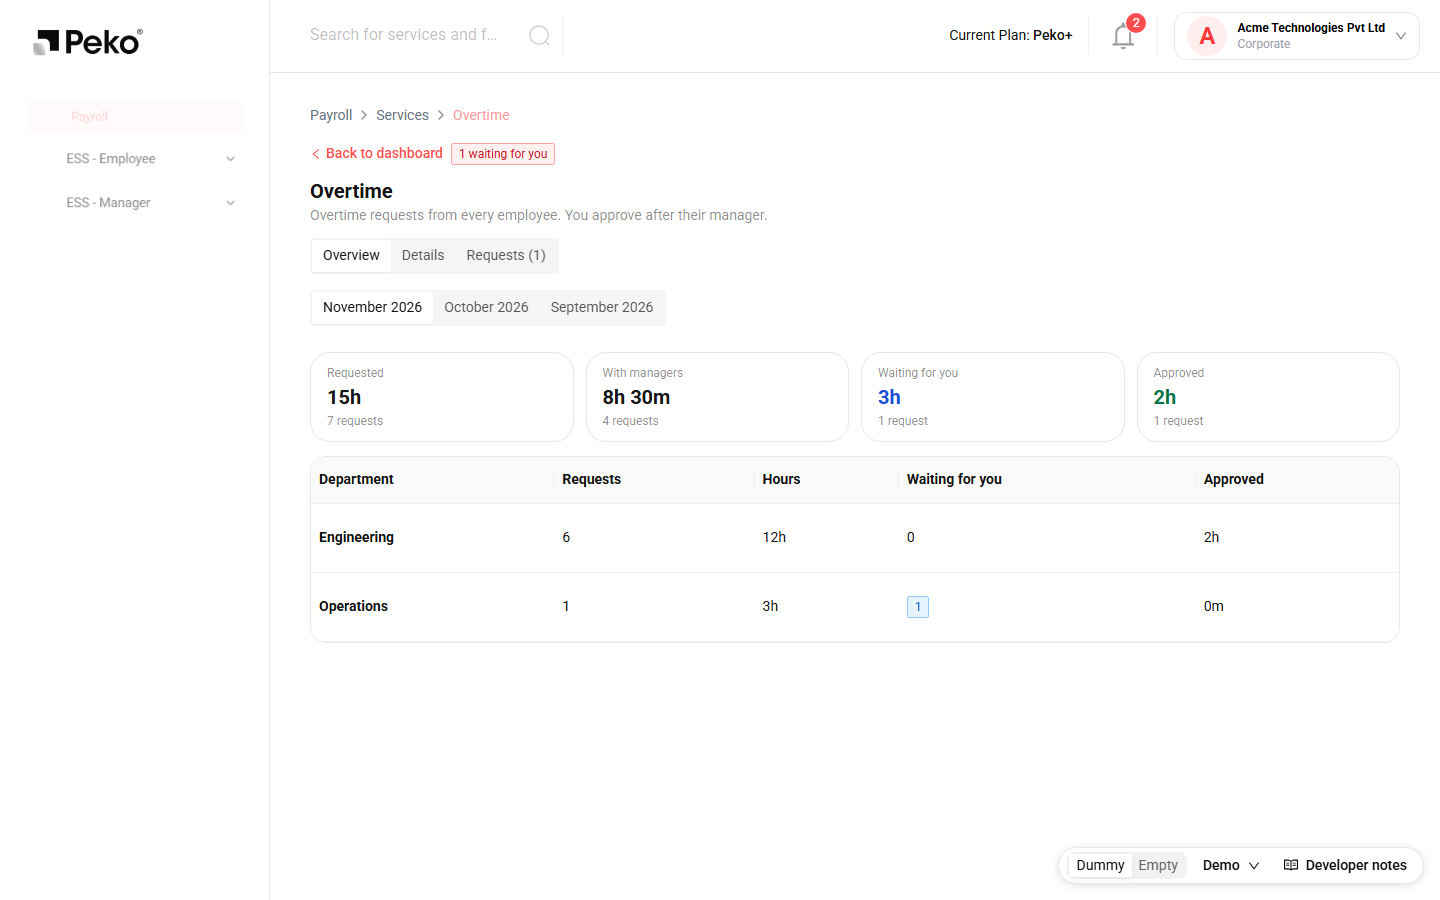 Peko®
Search for services and f...
Current Plan: Peko+
2
A
Acme Technologies Pvt Ltd
Corporate
Payroll
ESS - Employee
ESS - Manager
Payroll > Services > Overtime
< Back to dashboard
1 waiting for you
Overtime
Overtime requests from every employee. You approve after their manager.
Overview Details Requests (1)
November 2026 October 2026 September 2026
Requested
15h
7 requests
With managers
8h 30m
4 requests
Waiting for you
3h
1 request
Approved
2h
1 request
Department Requests Hours Waiting for you Approved
Engineering 6 12h 0 2h
Operations 1 3h 1 0m
Dummy Empty Demo Developer notes